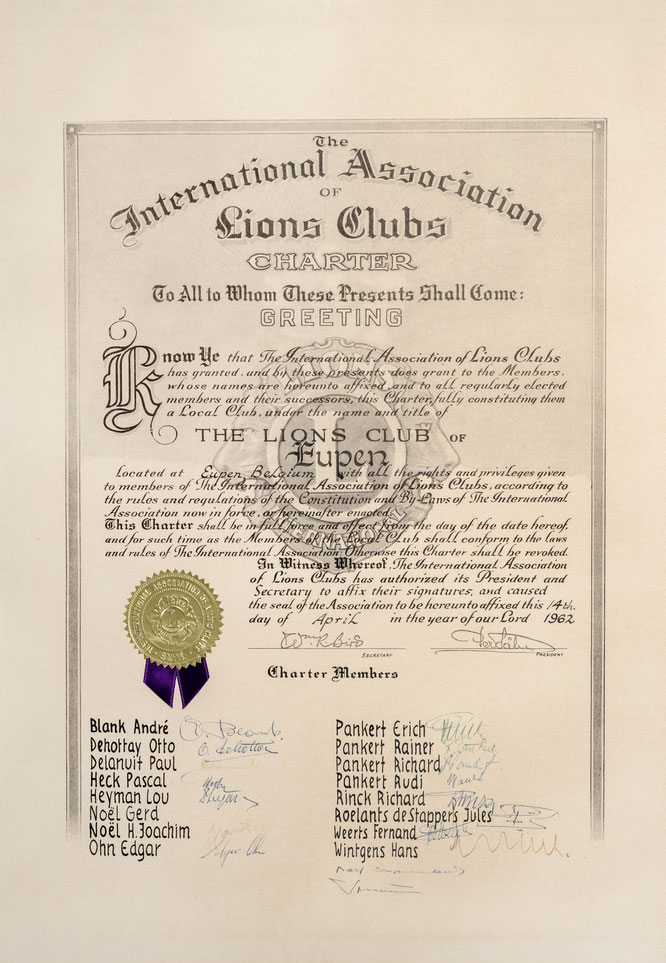 The
International Association
OF
Lions Clubs
CHARTER
To All to Whom These Presents Shall Come:
GREETING
Know Ye that The International Association of Lions Clubs
has granted, and by these presents does grant to the Members,
whose names are hereunto affixed, and to all regularly elected
members and their successors, this Charter, fully constituting them
a Local Club, under the name and title of
THE LIONS CLUB OF
Eupen
Located at Eupen Belgium with all the rights and privileges given
to members of The International Association of Lions Clubs, according to
the rules and regulations of the Constitution and By-Laws of The International
Association now in force, or hereinafter enacted.
This Charter shall be in full force and effect from the day of the date hereof,
and for such time as the Members of the Local Club shall conform to the laws
and rules of The International Association: Otherwise this Charter shall be revoked.
In Witness Whereof, The International Association
of Lions Clubs has authorized its President and
Secretary to affix their signatures, and caused
the seal of the Association to be hereunto affixed this 14th.
day of April in the year of our Lord 1962
SECRETARY PRESIDENT
Charter Members
Blank André
Dehottay Otto
Delanuit Paul
Heck Pascal
Heyman Lou
Noël Gerd
Noël H. Joachim
Ohn Edgar
Pankert Erich
Pankert Rainer
Pankert Richard
Pankert Rudi
Rinck Richard
Roelants de Stappers Jules
Weerts Fernand
Wintgens Hans